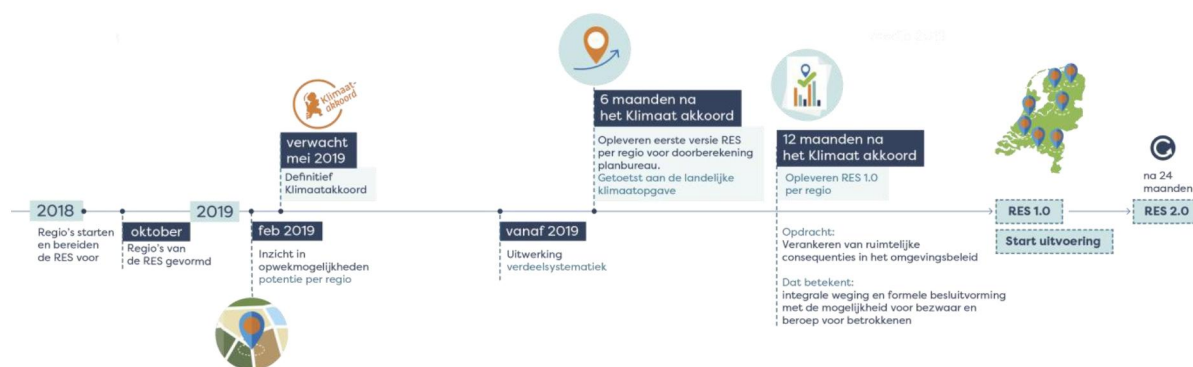 2018
Regio's starten
en bereiden
de RES voor
oktober
Regio's van
de RES gevormd
2019
feb 2019
Inzicht in
opwekmogelijkheden
potentie per regio
Klimaat-
akkoord
verwacht
mei 2019
Definitief
Klimaatakkoord
vanaf 2019
Uitwerking
verdeelsystematiek
6 maanden na
het Klimaat akkoord
Opleveren eerste versie RES
per regio voor doorberekening
planbureau.
Getoetst aan de landelijke
klimaatopgave
12 maanden na
het Klimaat akkoord
Opleveren RES 1.0
per regio
Opdracht:
Verankeren van ruimtelijke
consequenties in het omgevingsbeleid
Dat betekent:
integrale weging en formele besluitvorming
met de mogelijkheid voor bezwaar en
beroep voor betrokkenen
RES 1.0
Start uitvoering
na 24
maanden
RES 2.0